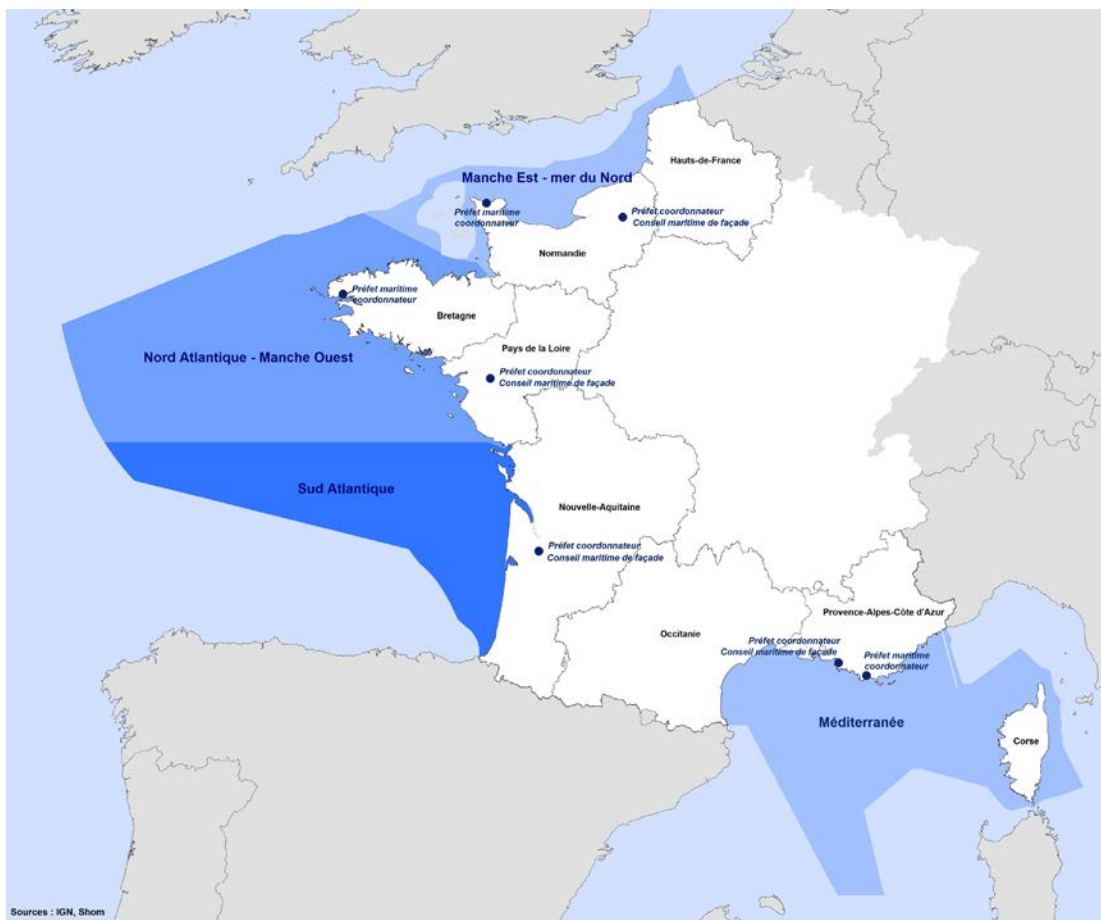 Hauts-de-France
Manche Est - mer du Nord
Préfet maritime
coordonnateur
Préfet coordonnateur
Conseil maritime de façade
Normandie
Préfet maritime
coordonnateur
Bretagne
Pays de la Loire
Nord Atlantique - Manche Ouest
Préfet coordonnateur
Conseil maritime de façade
Sud Atlantique
Nouvelle-Aquitaine
Préfet coordonnateur
Conseil maritime de façade
Provence-Alpes-Côte d'Azur
Occitanie
Préfet coordonnateur
Conseil maritime de façade
Préfet maritime
coordonnateur
Méditerranée
Corse
Sources : IGN, Shom